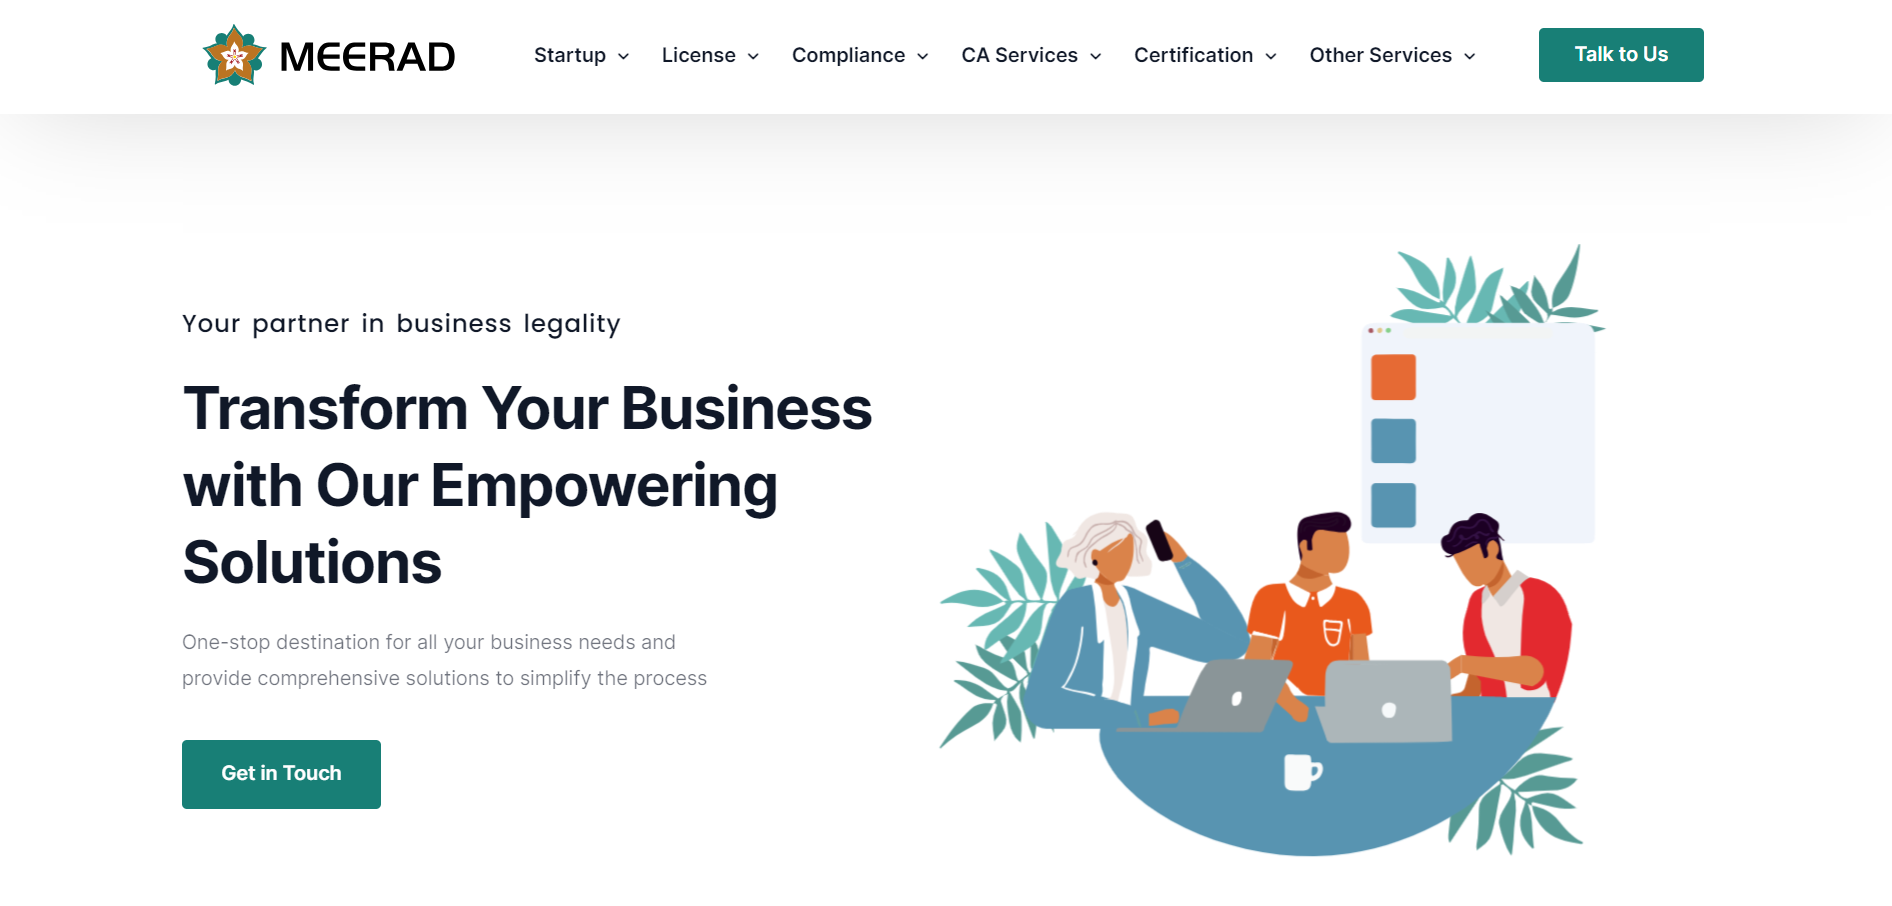 MEERAD
Startup License Compliance CA Services Certification Other Services
Talk to Us
Your partner in business legality
Transform Your Business
with Our Empowering
Solutions
One-stop destination for all your business needs and
provide comprehensive solutions to simplify the process
Get in Touch